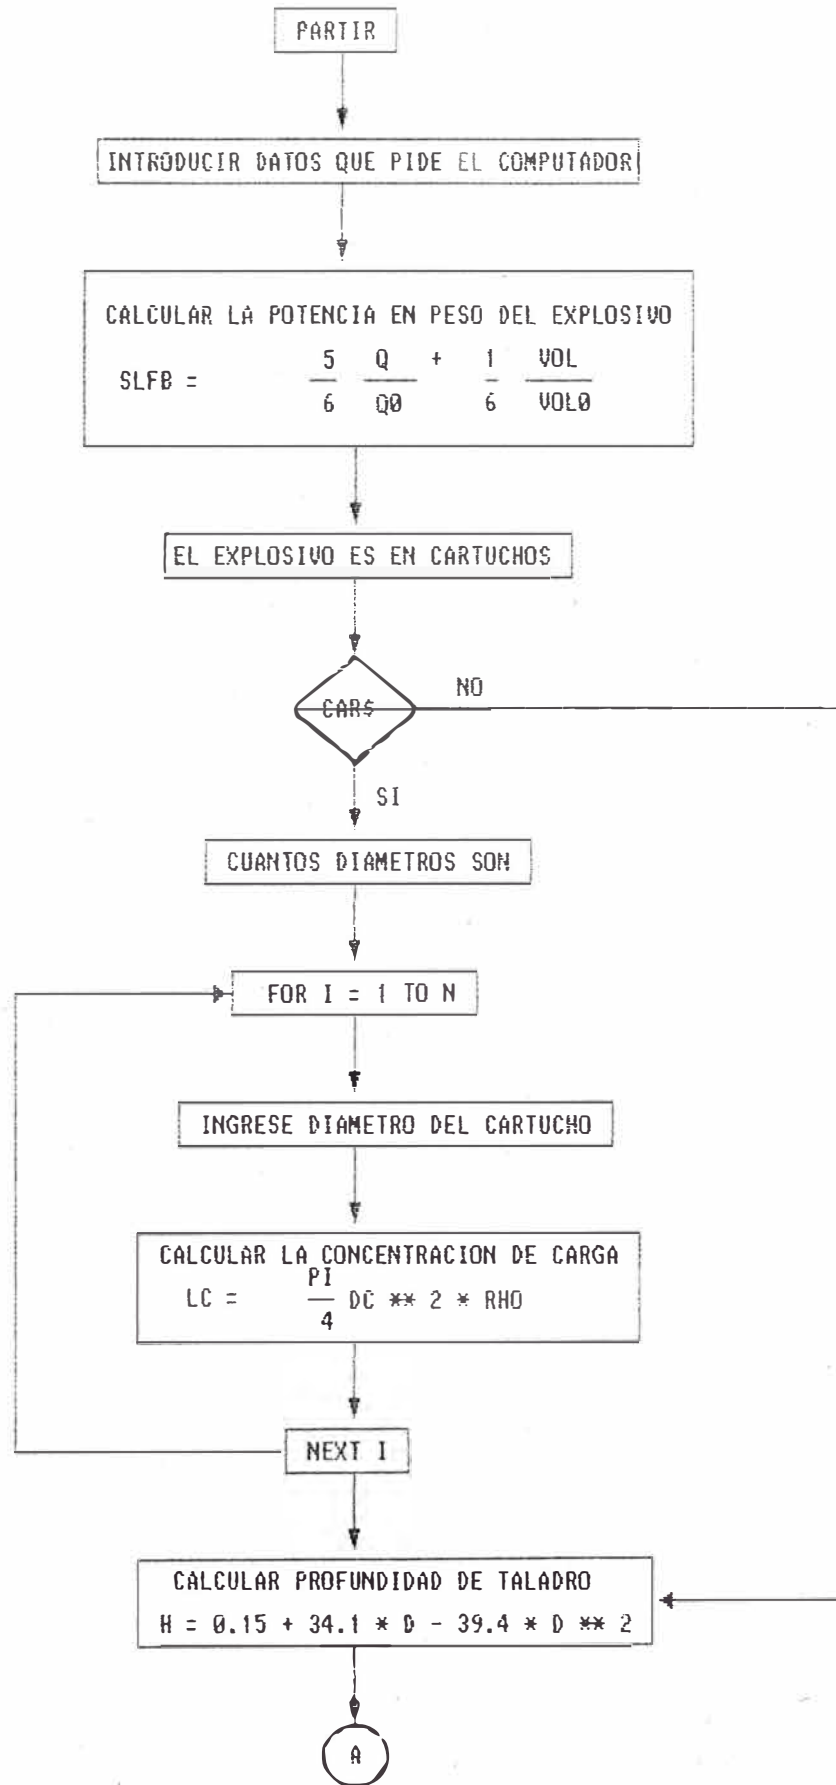 PARTIR
INTRODUCIR DATOS QUE PIDE EL COMPUTADOR
CALCULAR LA POTENCIA EN PESO DEL EXPLOSIVO
5 Q + 1 VOL
SLFB =
6 Q0 6 VOL0
EL EXPLOSIVO ES EN CARTUCHOS
NO
CAR$
SI
CUANTOS DIAMETROS SON
FOR I = 1 TO N
INGRESE DIAMETRO DEL CARTUCHO
CALCULAR LA CONCENTRACION DE CARGA
PI
LC = DC ** 2 * RHO
4
NEXT I
CALCULAR PROFUNDIDAD DE TALADRO
H = 0.15 + 34.1 * D - 39.4 * D ** 2
A